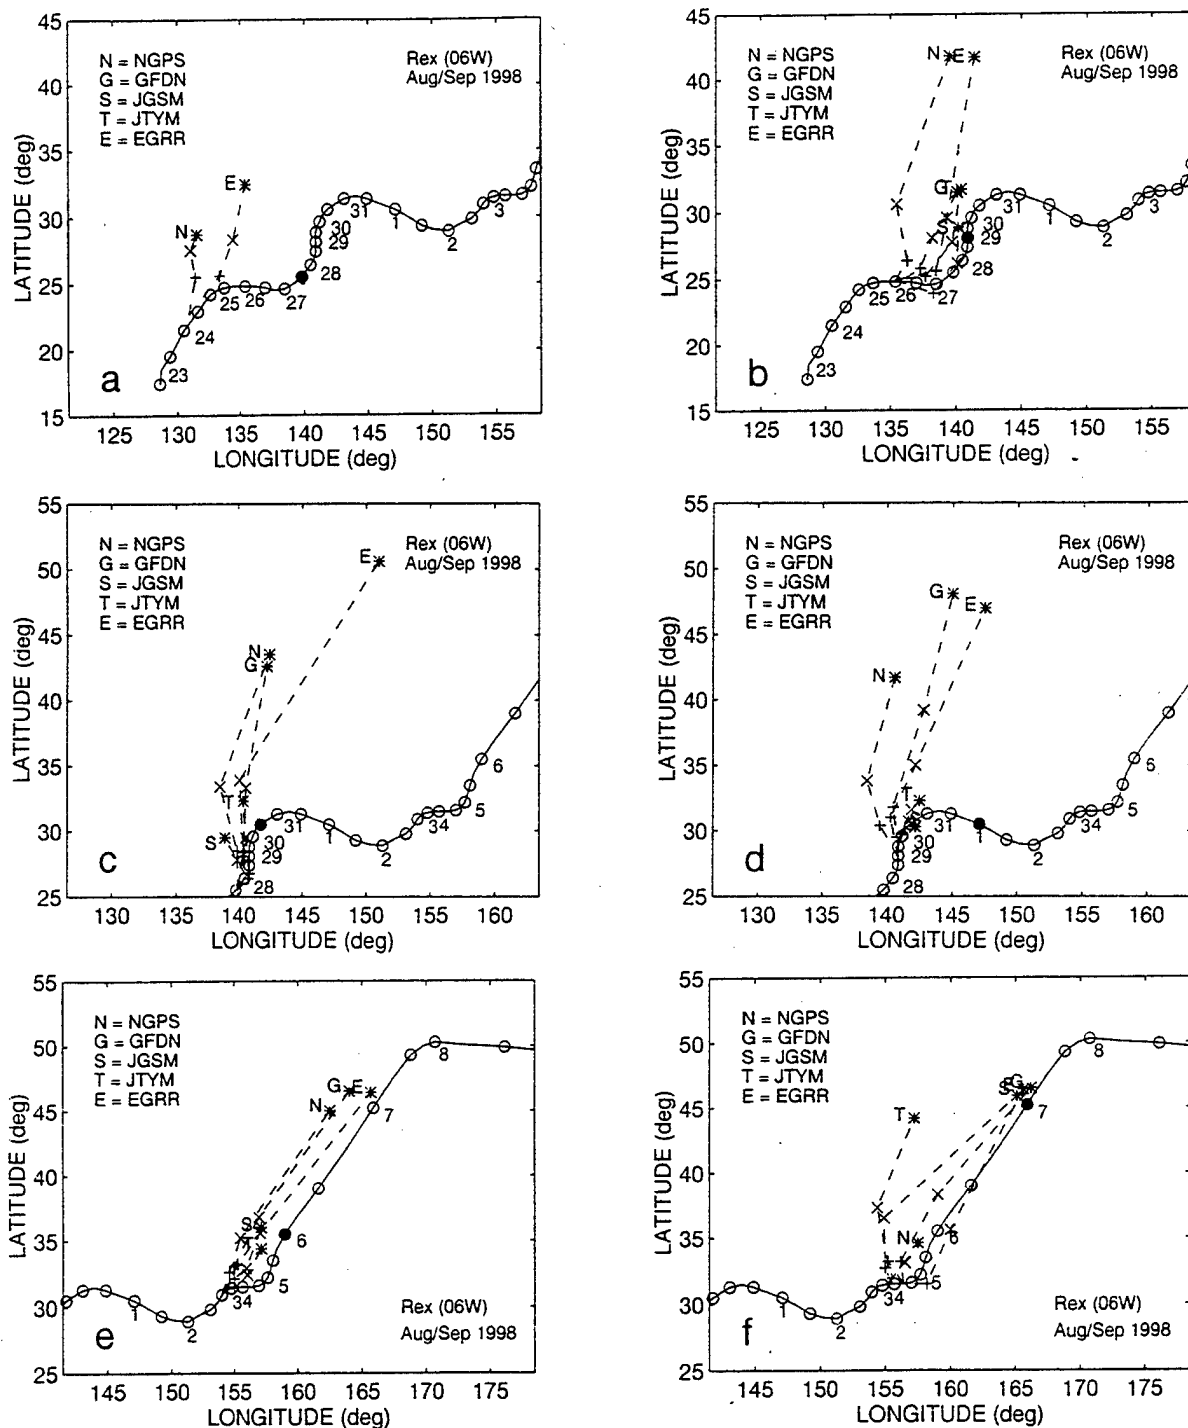 45
40
35
30
25
20
15
LATITUDE (deg)
N = NGPS
G = GFDN
S = JGSM
T = JTYM
E = EGRR
Rex (06W)
Aug/Sep 1998
E
N
31
30
29
28
27
26
25
24
23
1
2
3
a
125 130 135 140 145 150 155
LONGITUDE (deg)
45
40
35
30
25
20
15
LATITUDE (deg)
N = NGPS
G = GFDN
S = JGSM
T = JTYM
E = EGRR
Rex (06W)
Aug/Sep 1998
N E
G T
S
31
30
29
28
27
26
25
24
23
1
2
3
b
125 130 135 140 145 150 155
LONGITUDE (deg)
55
50
45
40
35
30
25
LATITUDE (deg)
N = NGPS
G = GFDN
S = JGSM
T = JTYM
E = EGRR
Rex (06W)
Aug/Sep 1998
E
N
G
T
S
31
30
29
28
1
2
34
5
6
c
130 135 140 145 150 155 160
LONGITUDE (deg)
55
50
45
40
35
30
25
LATITUDE (deg)
N = NGPS
G = GFDN
S = JGSM
T = JTYM
E = EGRR
Rex (06W)
Aug/Sep 1998
G
E
N
T
S
31
30
29
28
1
2
34
5
6
d
130 135 140 145 150 155 160
LONGITUDE (deg)
55
50
45
40
35
30
25
LATITUDE (deg)
N = NGPS
G = GFDN
S = JGSM
T = JTYM
E = EGRR
8
G E
N
7
S
T
6
5
34
1
2
e
Rex (06W)
Aug/Sep 1998
145 150 155 160 165 170 175
LONGITUDE (deg)
55
50
45
40
35
30
25
LATITUDE (deg)
N = NGPS
G = GFDN
S = JGSM
T = JTYM
E = EGRR
8
G
S
7
T
N
6
5
34
1
2
f
Rex (06W)
Aug/Sep 1998
145 150 155 160 165 170 175
LONGITUDE (deg)